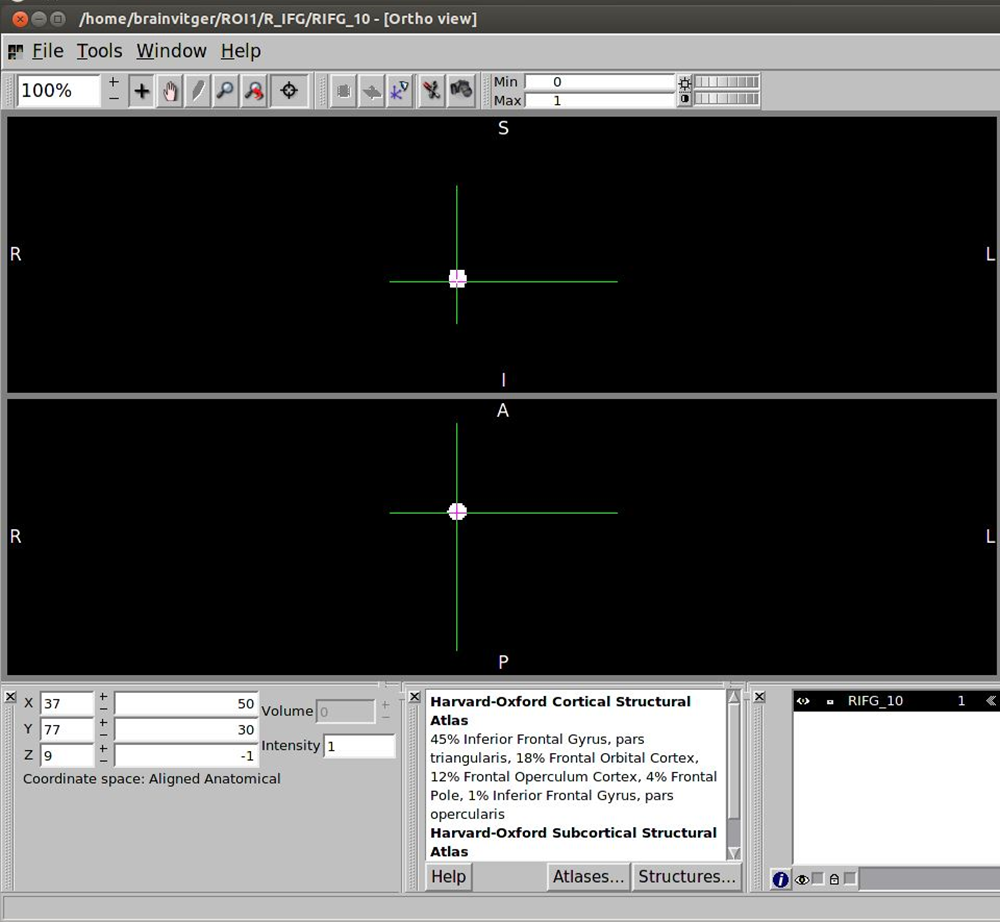 /home/brainvitger/ROI1/R_IFG/RIFG_10 - [Ortho view]
File Tools Window Help
100% + - Min 0
Max 1
S
R L
I
A
R L
P
X 37 + - 50
Y 77 + - 30
Z 9 + - -1
Volume 0 + -
Intensity 1
Coordinate space: Aligned Anatomical
Harvard-Oxford Cortical Structural
Atlas
45% Inferior Frontal Gyrus, pars
triangularis, 18% Frontal Orbital Cortex,
12% Frontal Operculum Cortex, 4% Frontal
Pole, 1% Inferior Frontal Gyrus, pars
opercularis
Harvard-Oxford Subcortical Structural
Atlas
Help Atlases... Structures...
RIFG_10 1